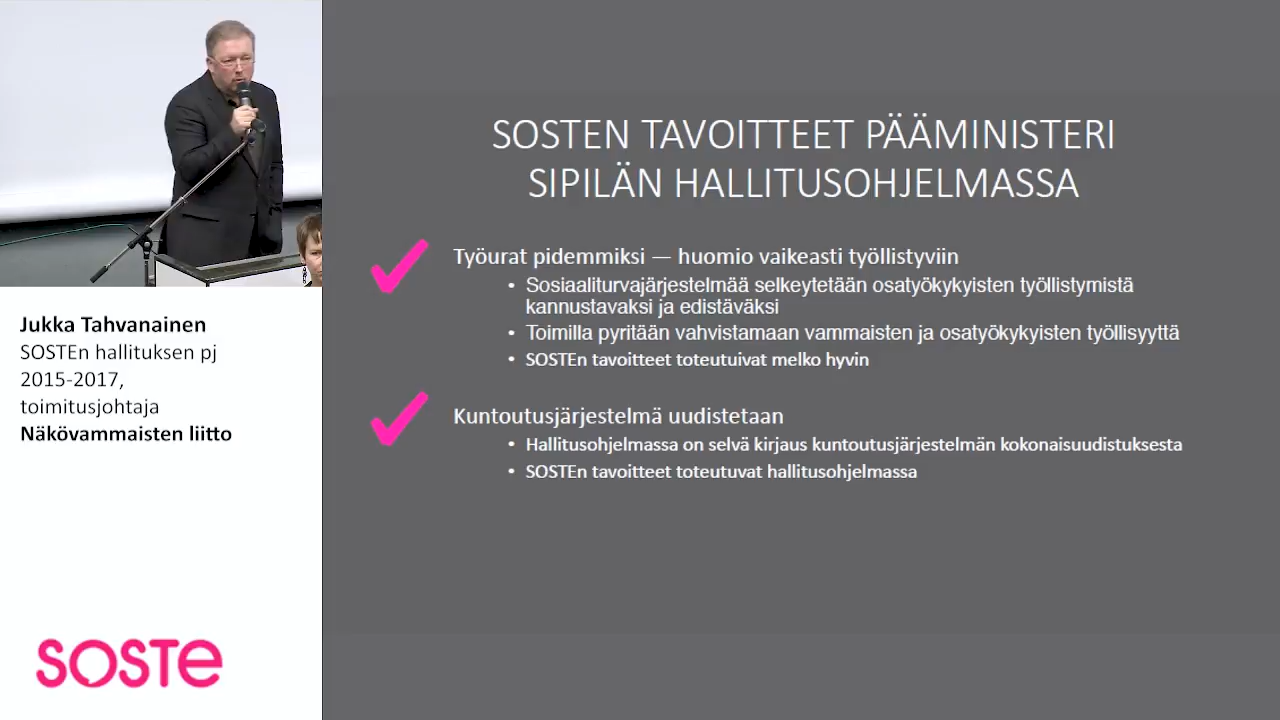 Jukka Tahvanainen
SOSTEn hallituksen pj
2015-2017,
toimitusjohtaja
Näkövammaisten liitto
soste
SOSTEN TAVOITTEET PÄÄMINISTERI
SIPILÄN HALLITUSOHJELMASSA
Työurat pidemmiksi — huomio vaikeasti työllistyviin
• Sosiaaliturvajärjestelmää selkeytetään osatyökykyisten työllistymistä
kannustavaksi ja edistäväksi
• Toimilla pyritään vahvistamaan vammaisten ja osatyökykyisten työllisyyttä
• SOSTEn tavoitteet toteutuivat melko hyvin
Kuntoutusjärjestelmä uudistetaan
• Hallitusohjelmassa on selvä kirjaus kuntoutusjärjestelmän kokonaisuudistuksesta
• SOSTEn tavoitteet toteutuvat hallitusohjelmassa